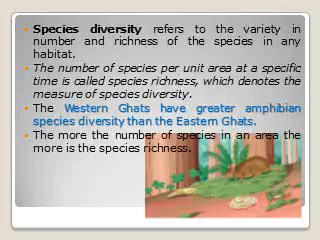 Species diversity refers to the variety in
number and richness of the species in any
habitat.
The number of species per unit area at a specific
time is called species richness, which denotes the
measure of species diversity.
The Western Ghats have greater amphibian
species diversity than the Eastern Ghats.
The more the number of species in an area the
more is the species richness.